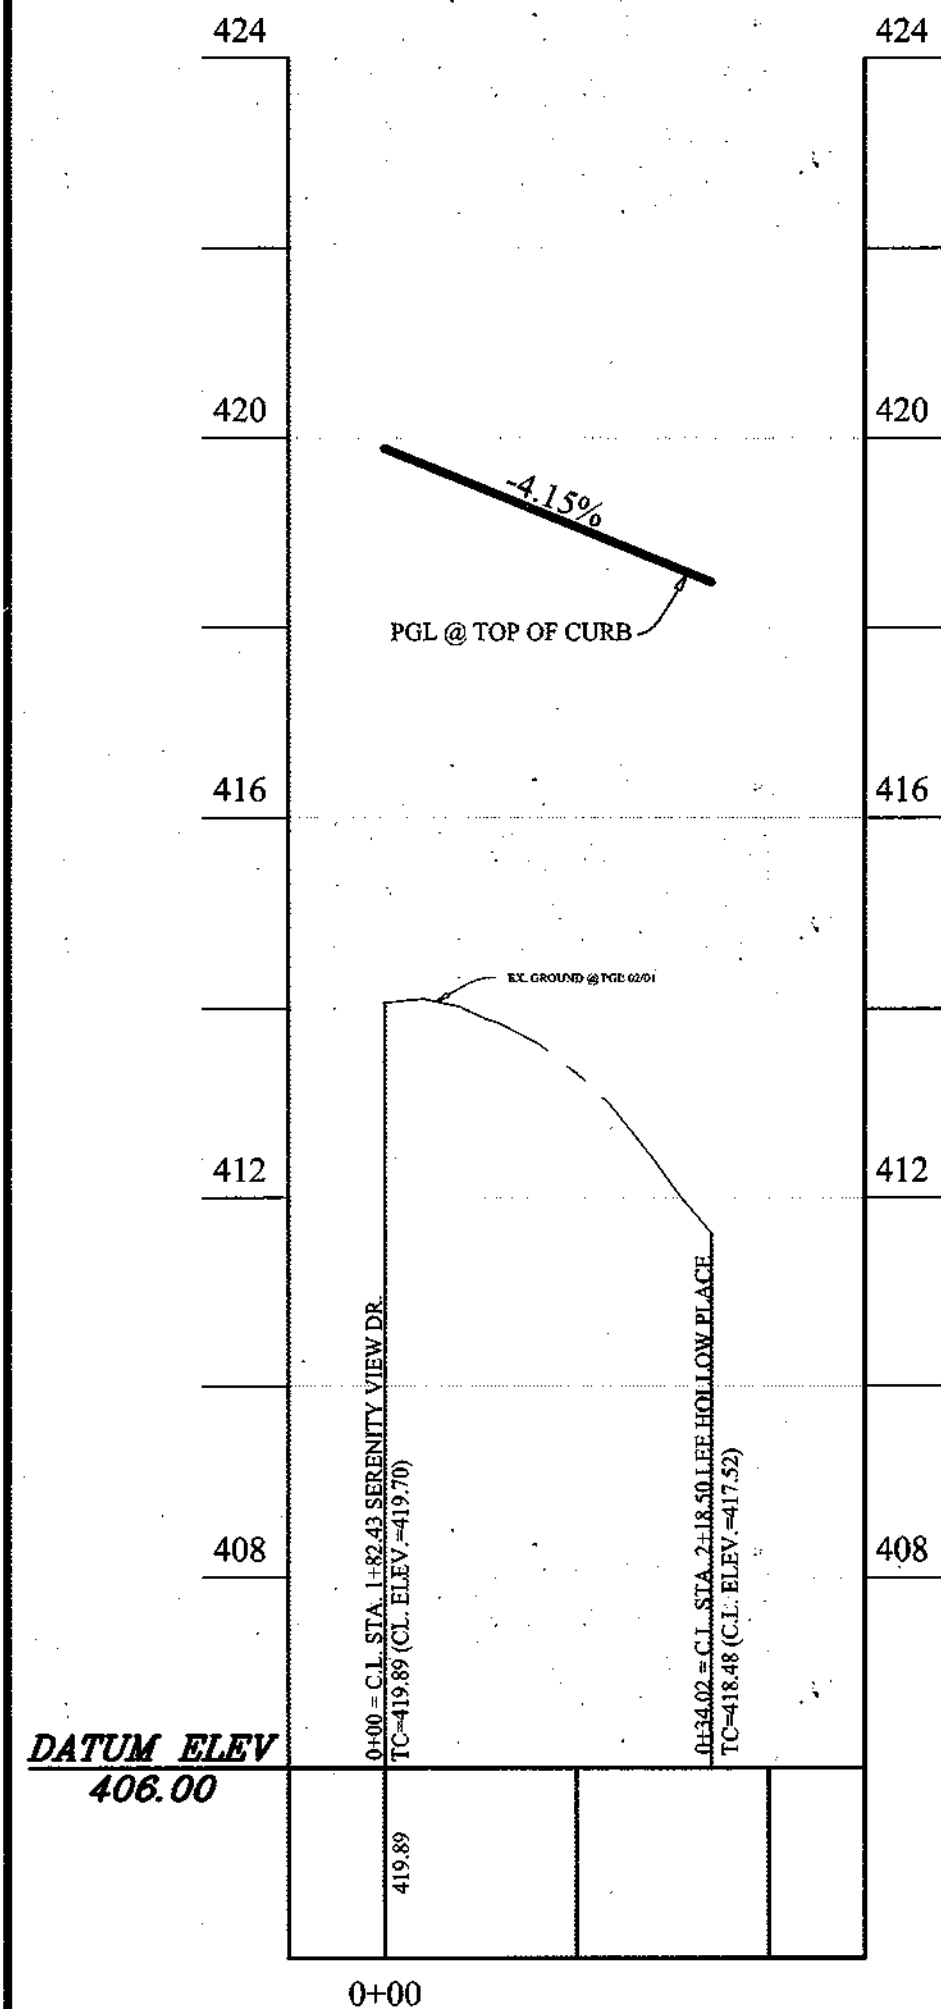 424 424
420 420
-4.15%
PGL @ TOP OF CURB
416 416
EX. GROUND @ PGL 02/01
412 412
0+00 = C.L. STA. 1+82.43 SERENITY VIEW DR.
TC=419.89 (CL. ELEV.=419.70)
0+34.02 = C.L. STA. 2+18.50 LEE HOLLOW PLACE
TC=418.48 (C.L. ELEV.=417.52)
408 408
DATUM ELEV
406.00
419.89
0+00